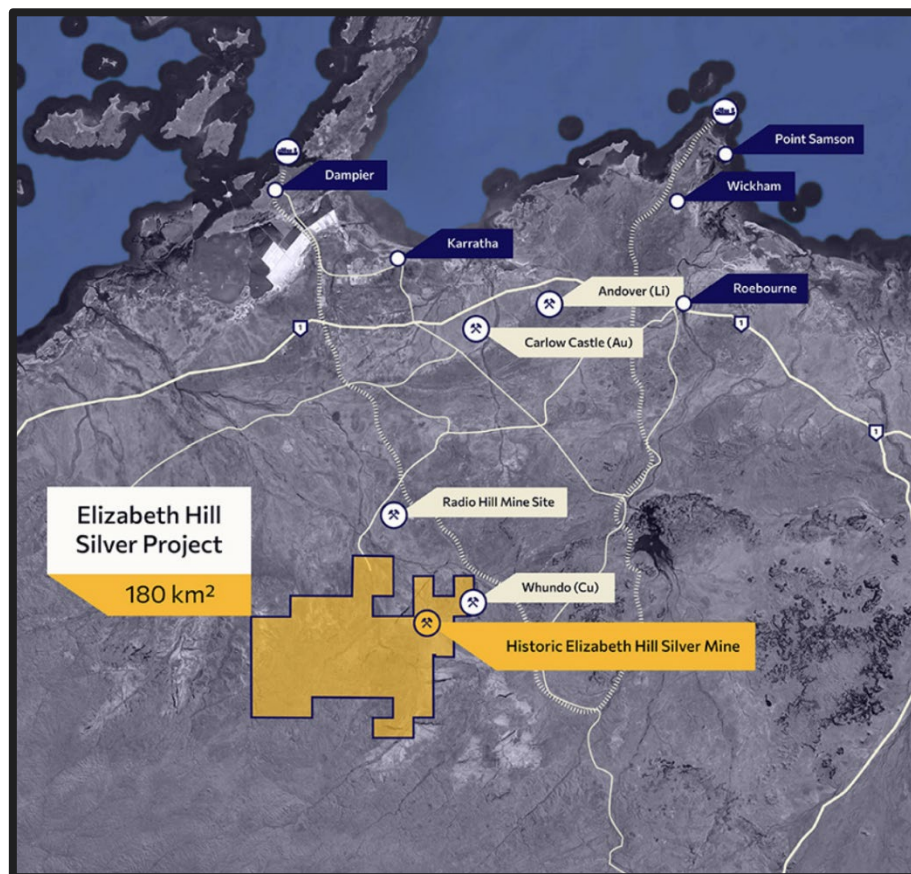 Point Samson
Dampier
Wickham
Karratha
Andover (Li)
Roebourne
1
1
Carlow Castle (Au)
1
Radio Hill Mine Site
Elizabeth Hill
Silver Project
180 km²
Whundo (Cu)
Historic Elizabeth Hill Silver Mine